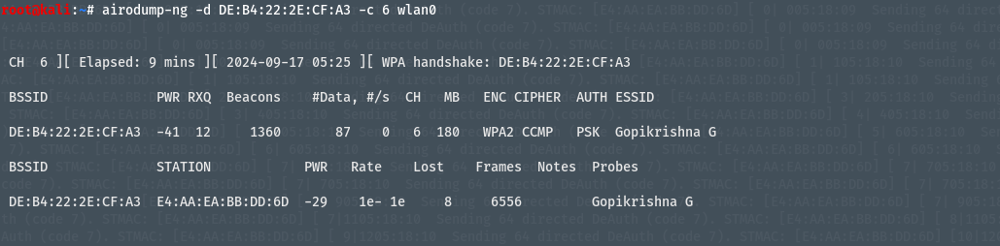 root@kali:~# airodump-ng -d DE:B4:22:2E:CF:A3 -c 6 wlan0
CH 6 ][ Elapsed: 9 mins ][ 2024-09-17 05:25 ][ WPA handshake: DE:B4:22:2E:CF:A3
BSSID PWR RXQ Beacons #Data, #/s CH MB ENC CIPHER AUTH ESSID
DE:B4:22:2E:CF:A3 -41 12 1360 87 0 6 180 WPA2 CCMP PSK Gopikrishna G
BSSID STATION PWR Rate Lost Frames Notes Probes
DE:B4:22:2E:CF:A3 E4:AA:EA:BB:DD:6D -29 1e- 1e 8 6556 Gopikrishna G